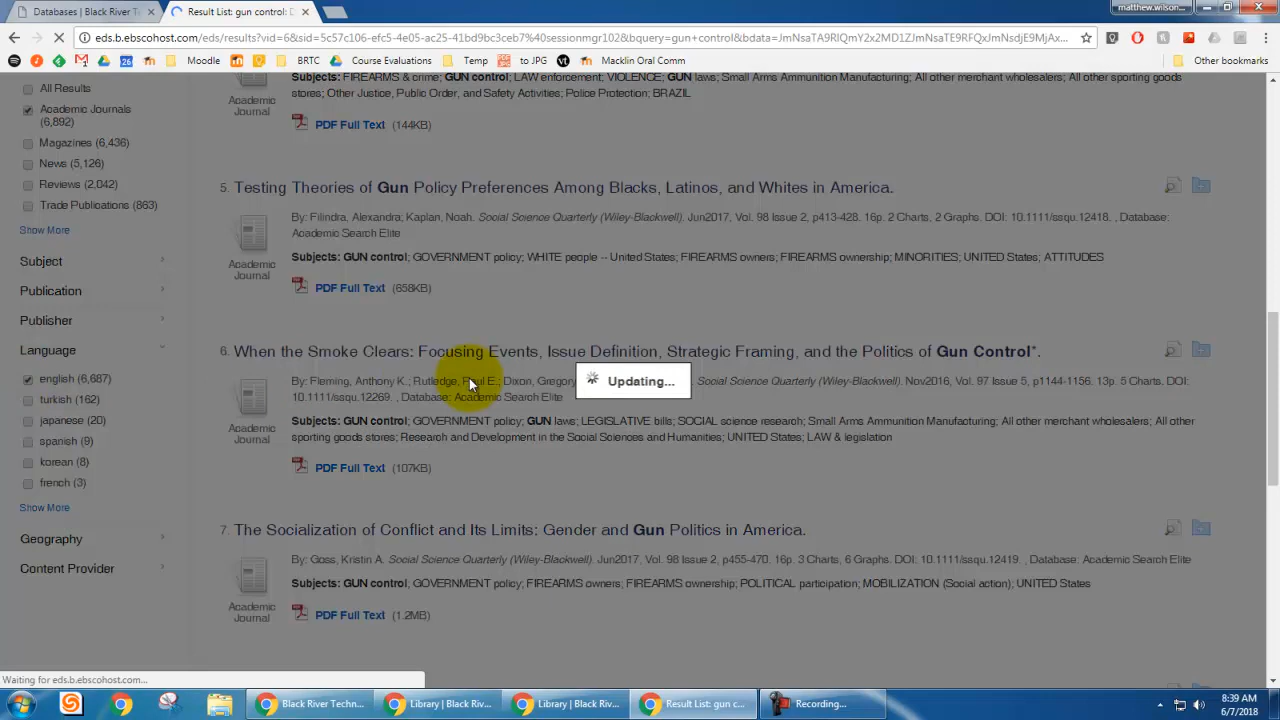 Databases | Black River Te
Result List: gun control: D
matthew.wilson...
eds.b.ebscohost.com/eds/results?vid=6&sid=5c57c106-efc5-4e05-ac25-41bd9bc3ceb7%40sessionmgr102&bquery=gun+control&bdata=JmNsaTA9RlQmY2x2MD1ZJmNsaTE9RFQxJmNsdjE9MjAx...
Moodle
BRTC
Course Evaluations
Temp
to JPG
Macklin Oral Comm
Other bookmarks
All Results
Academic Journals
(6,892)
Magazines (6,436)
News (5,126)
Reviews (2,042)
Trade Publications (863)
Show More
Subject
Publication
Publisher
Language
english (6,687)
turkish (162)
japanese (20)
spanish (9)
korean (8)
french (3)
Show More
Geography
Content Provider
Academic
Journal
Subjects: FIREARMS & crime; GUN control; LAW enforcement; VIOLENCE; GUN laws; Small Arms Ammunition Manufacturing; All other merchant wholesalers; All other sporting goods
stores; Other Justice, Public Order, and Safety Activities; Police Protection; BRAZIL
PDF Full Text (144KB)
5. Testing Theories of Gun Policy Preferences Among Blacks, Latinos, and Whites in America.
By: Filindra, Alexandra; Kaplan, Noah. Social Science Quarterly (Wiley-Blackwell). Jun2017, Vol. 98 Issue 2, p413-428. 16p. 2 Charts, 2 Graphs. DOI: 10.1111/ssqu.12418. , Database:
Academic Search Elite
Academic
Journal
Subjects: GUN control; GOVERNMENT policy; WHITE people -- United States; FIREARMS owners; FIREARMS ownership; MINORITIES; UNITED States; ATTITUDES
PDF Full Text (658KB)
6. When the Smoke Clears: Focusing Events, Issue Definition, Strategic Framing, and the Politics of Gun Control*.
By: Fleming, Anthony K.; Rutledge, Paul E.; Dixon, Gregory Social Science Quarterly (Wiley-Blackwell). Nov2016, Vol. 97 Issue 5, p1144-1156. 13p. 5 Charts. DOI:
10.1111/ssqu.12269. , Database: Academic Search Elite
Updating...
Academic
Journal
Subjects: GUN control; GOVERNMENT policy; GUN laws; LEGISLATIVE bills; SOCIAL science research; Small Arms Ammunition Manufacturing; All other merchant wholesalers; All other
sporting goods stores; Research and Development in the Social Sciences and Humanities; UNITED States; LAW & legislation
PDF Full Text (107KB)
7. The Socialization of Conflict and Its Limits: Gender and Gun Politics in America.
By: Goss, Kristin A. Social Science Quarterly (Wiley-Blackwell). Jun2017, Vol. 98 Issue 2, p455-470. 16p. 3 Charts, 6 Graphs. DOI: 10.1111/ssqu.12419. , Database: Academic Search Elite
Academic
Journal
Subjects: GUN control; GOVERNMENT policy; FIREARMS owners; FIREARMS ownership; POLITICAL participation; MOBILIZATION (Social action); UNITED States
PDF Full Text (1.2MB)
Waiting for eds.b.ebscohost.com...
Black River Techn...
Library | Black Riv...
Library | Black Riv...
Result List: gun c...
Recording...
8:39 AM
6/7/2018